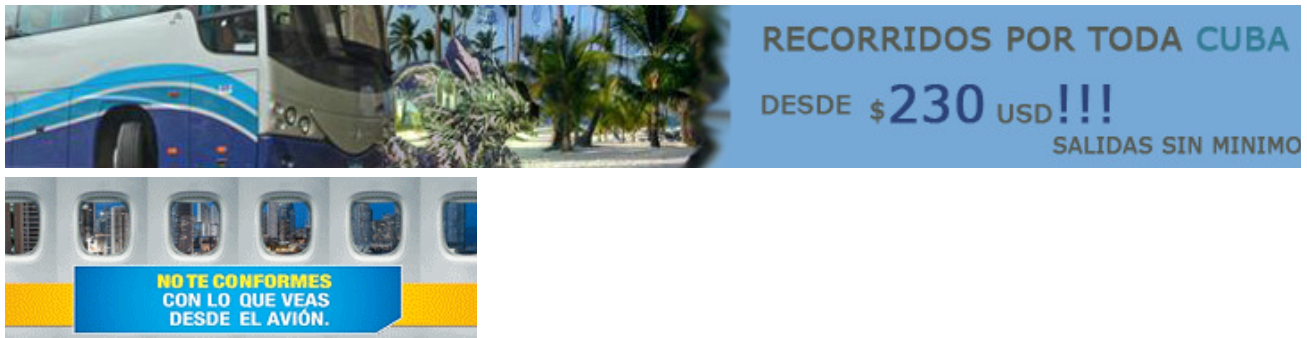 RECORRIDOS POR TODA CUBA
DESDE $230 USD!!!
SALIDAS SIN MINIMO
NO TE CONFORMES
CON LO QUE VEAS
DESDE EL AVIÓN.